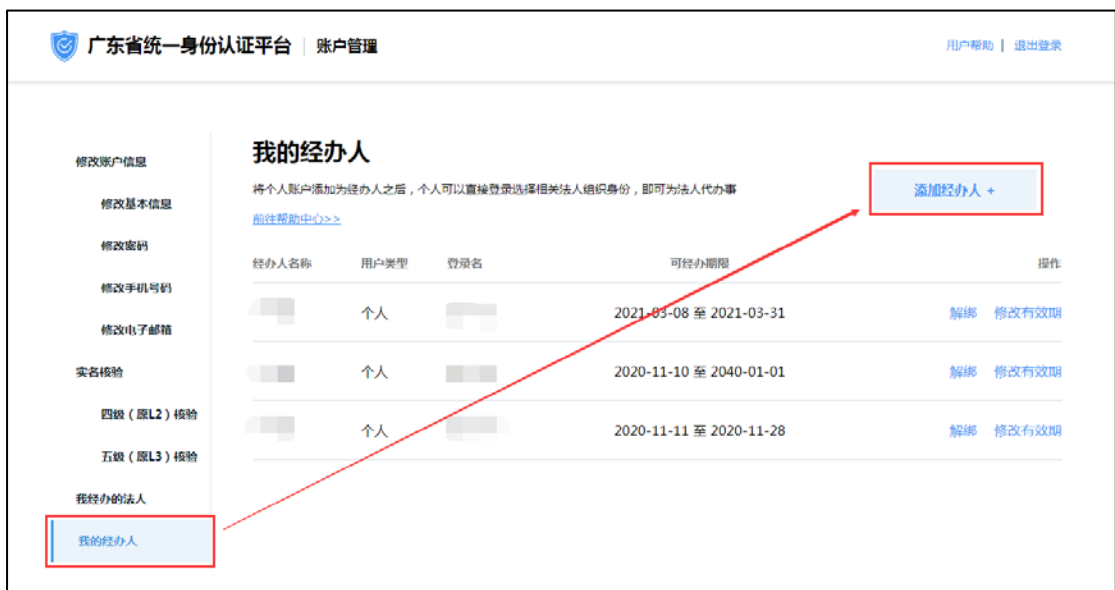 广东省统一身份认证平台 账户管理 用户帮助 | 退出登录
修改账户信息
修改基本信息
修改密码
修改手机号码
修改电子邮箱
实名核验
四级（原L2）核验
五级（原L3）核验
我经办的法人
我的经办人
我的经办人
将个人账户添加为经办人之后，个人可以直接登录选择相关法人组织身份，即可为法人代办事
前往帮助中心>>
添加经办人 +
经办人名称 用户类型 登录名 可经办期限 操作
个人 2021-03-08 至 2021-03-31 解绑 修改有效期
个人 2020-11-10 至 2040-01-01 解绑 修改有效期
个人 2020-11-11 至 2020-11-28 解绑 修改有效期